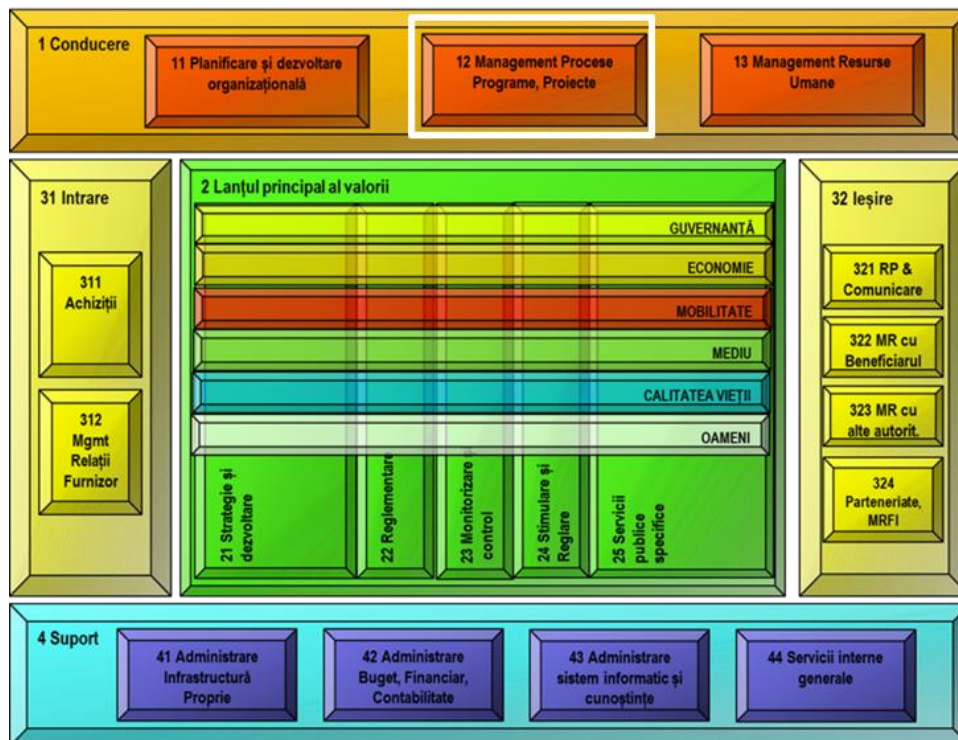 1 Conducere
11 Planificare și dezvoltare
organizațională
12 Management Procese
Programe, Proiecte
13 Management Resurse
Umane
31 Intrare
311
Achiziții
312
Mgmt
Relații
Furnizor
2 Lanțul principal al valorii
GUVERNANȚĂ
ECONOMIE
MOBILITATE
MEDIU
CALITATEA VIEȚII
OAMENI
21 Strategie și
dezvoltare
22 Reglementare
23 Monitorizare și
control
24 Stimulare și
Reglare
25 Servicii
publice
specifice
32 Ieșire
321 RP &
Comunicare
322 MR cu
Beneficiarul
323 MR cu
alte autorit.
324
Parteneriate,
MRFI
4 Suport
41 Administrare
Infrastructură
Proprie
42 Administrare
Buget, Financiar,
Contabilitate
43 Administrare
sistem informatic și
cunoștințe
44 Servicii interne
generale